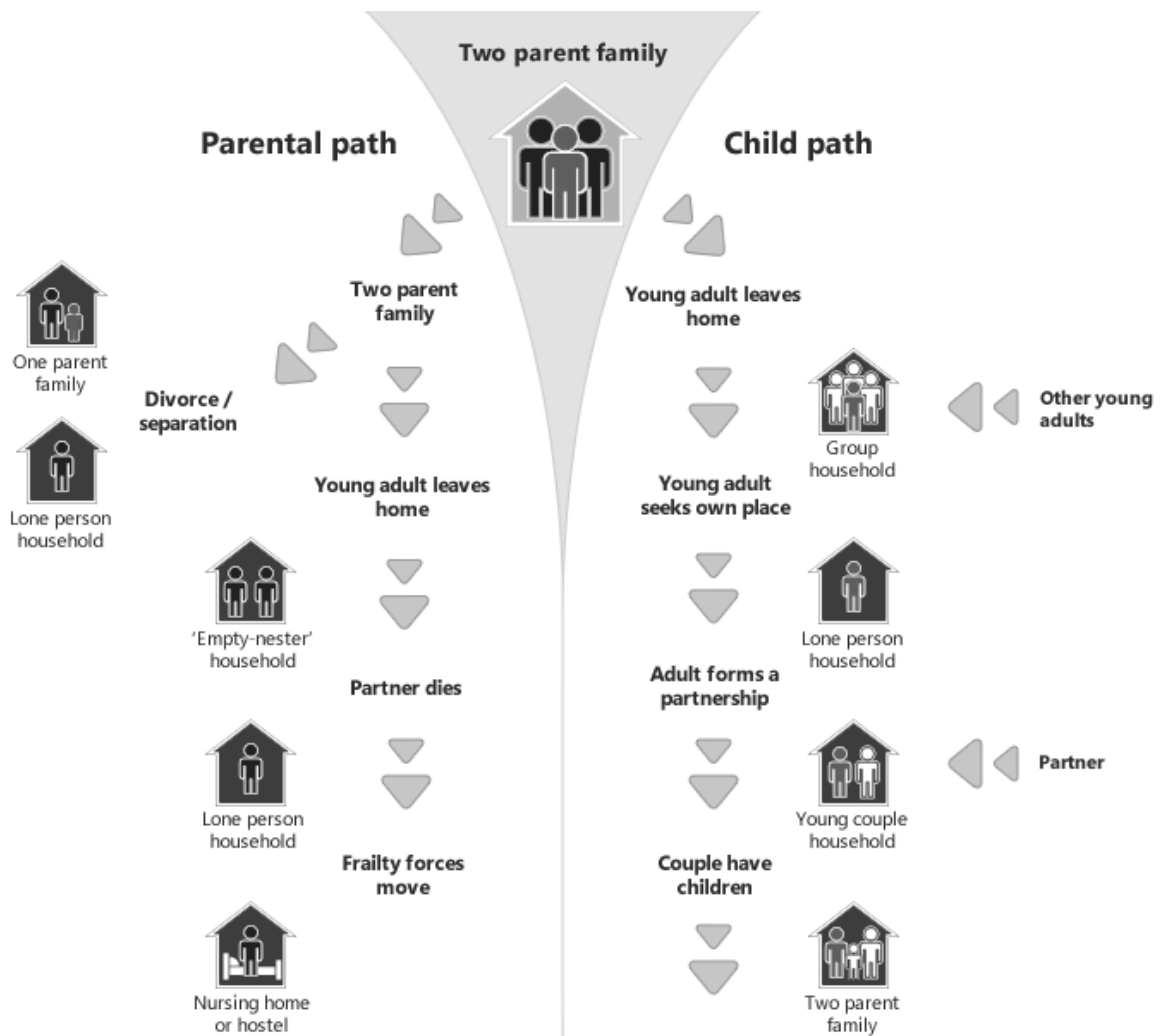 Two parent family
Parental path
Child path
Two parent
family
Young adult leaves
home
One parent
family
Divorce /
separation
Other young
adults
Group
household
Lone person
household
Young adult leaves
home
Young adult
seeks own place
'Empty-nester'
household
Lone person
household
Partner dies
Adult forms a
partnership
Partner
Lone person
household
Young couple
household
Frailty forces
move
Couple have
children
Nursing home
or hostel
Two parent
family